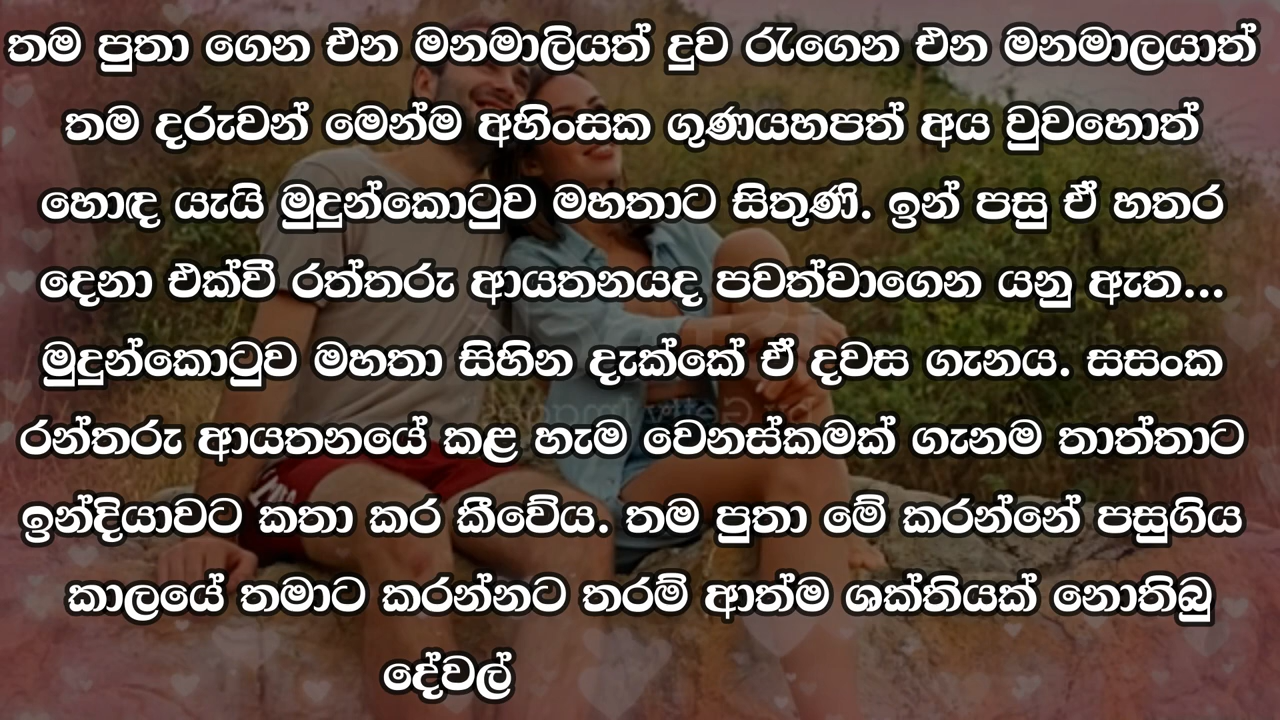 තම පුතා ගෙන එන මනමාලියත් දුව රැගෙන එන මනමාලයාත්
තම දරුවන් මෙන්ම අහිංසක ගුණයහපත් අය වුවහොත්
හොඳ යැයි මුදුන්කොටුව මහතාට සිතුණි. ඉන් පසු ඒ හතර
දෙනා එක්වී රත්තරු ආයතනයද පවත්වාගෙන යනු ඇත...
මුදුන්කොටුව මහතා සිහින දැක්කේ ඒ දවස ගැනය. සසංක
රන්තරු ආයතනයේ කළ හැම වෙනස්කමක් ගැනම තාත්තාට
ඉන්දියාවට කතා කර කීවේය. තම පුතා මේ කරන්නේ පසුගිය
කාලයේ තමාට කරන්නට තරම් ආත්ම ශක්තියක් නොතිබු
දේවල්